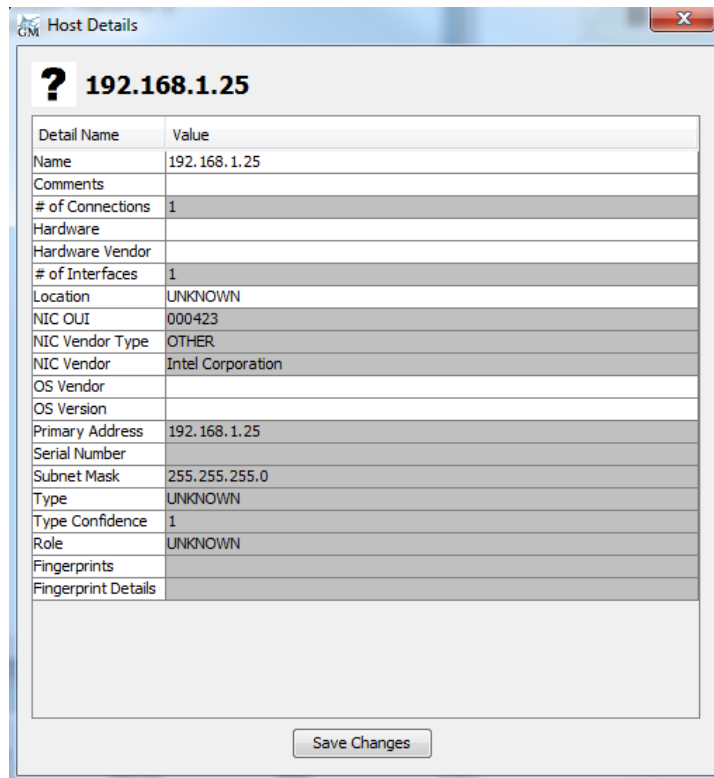 GM Host Details
X
? 192.168.1.25
Detail Name Value
Name 192.168.1.25
Comments
# of Connections 1
Hardware
Hardware Vendor
# of Interfaces 1
Location UNKNOWN
NIC OUI 000423
NIC Vendor Type OTHER
NIC Vendor Intel Corporation
OS Vendor
OS Version
Primary Address 192.168.1.25
Serial Number
Subnet Mask 255.255.255.0
Type UNKNOWN
Type Confidence 1
Role UNKNOWN
Fingerprints
Fingerprint Details
Save Changes